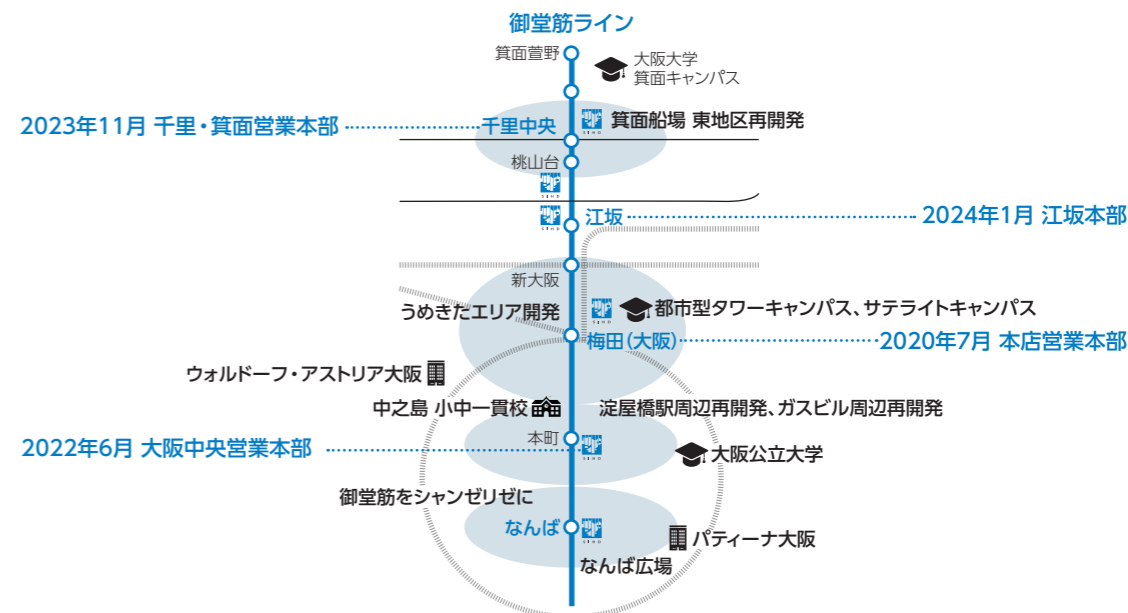 御堂筋ライン
箕面萱野
大阪大学
箕面キャンパス
2023年11月 千里・箕面営業本部
千里中央
箕面船場 東地区再開発
桃山台
江坂
2024年1月 江坂本部
新大阪
うめきたエリア開発
都市型タワーキャンパス、サテライトキャンパス
梅田(大阪)
2020年7月 本店営業本部
ウォルドーフ・アストリア大阪
中之島 小中一貫校
淀屋橋駅周辺再開発、ガスビル周辺再開発
本町
2022年6月 大阪中央営業本部
大阪公立大学
御堂筋をシャンゼリゼに
なんば
パティーナ大阪
なんば広場